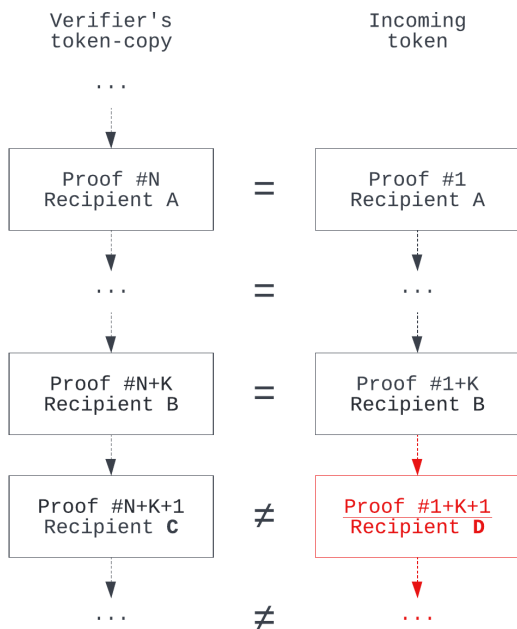 Verifier's
token-copy
Incoming
token
...
Proof #N
Recipient A
=
Proof #1
Recipient A
...
=
...
Proof #N+K
Recipient B
=
Proof #1+K
Recipient B
Proof #N+K+1
Recipient C
≠
Proof #1+K+1
Recipient D
...
≠
...